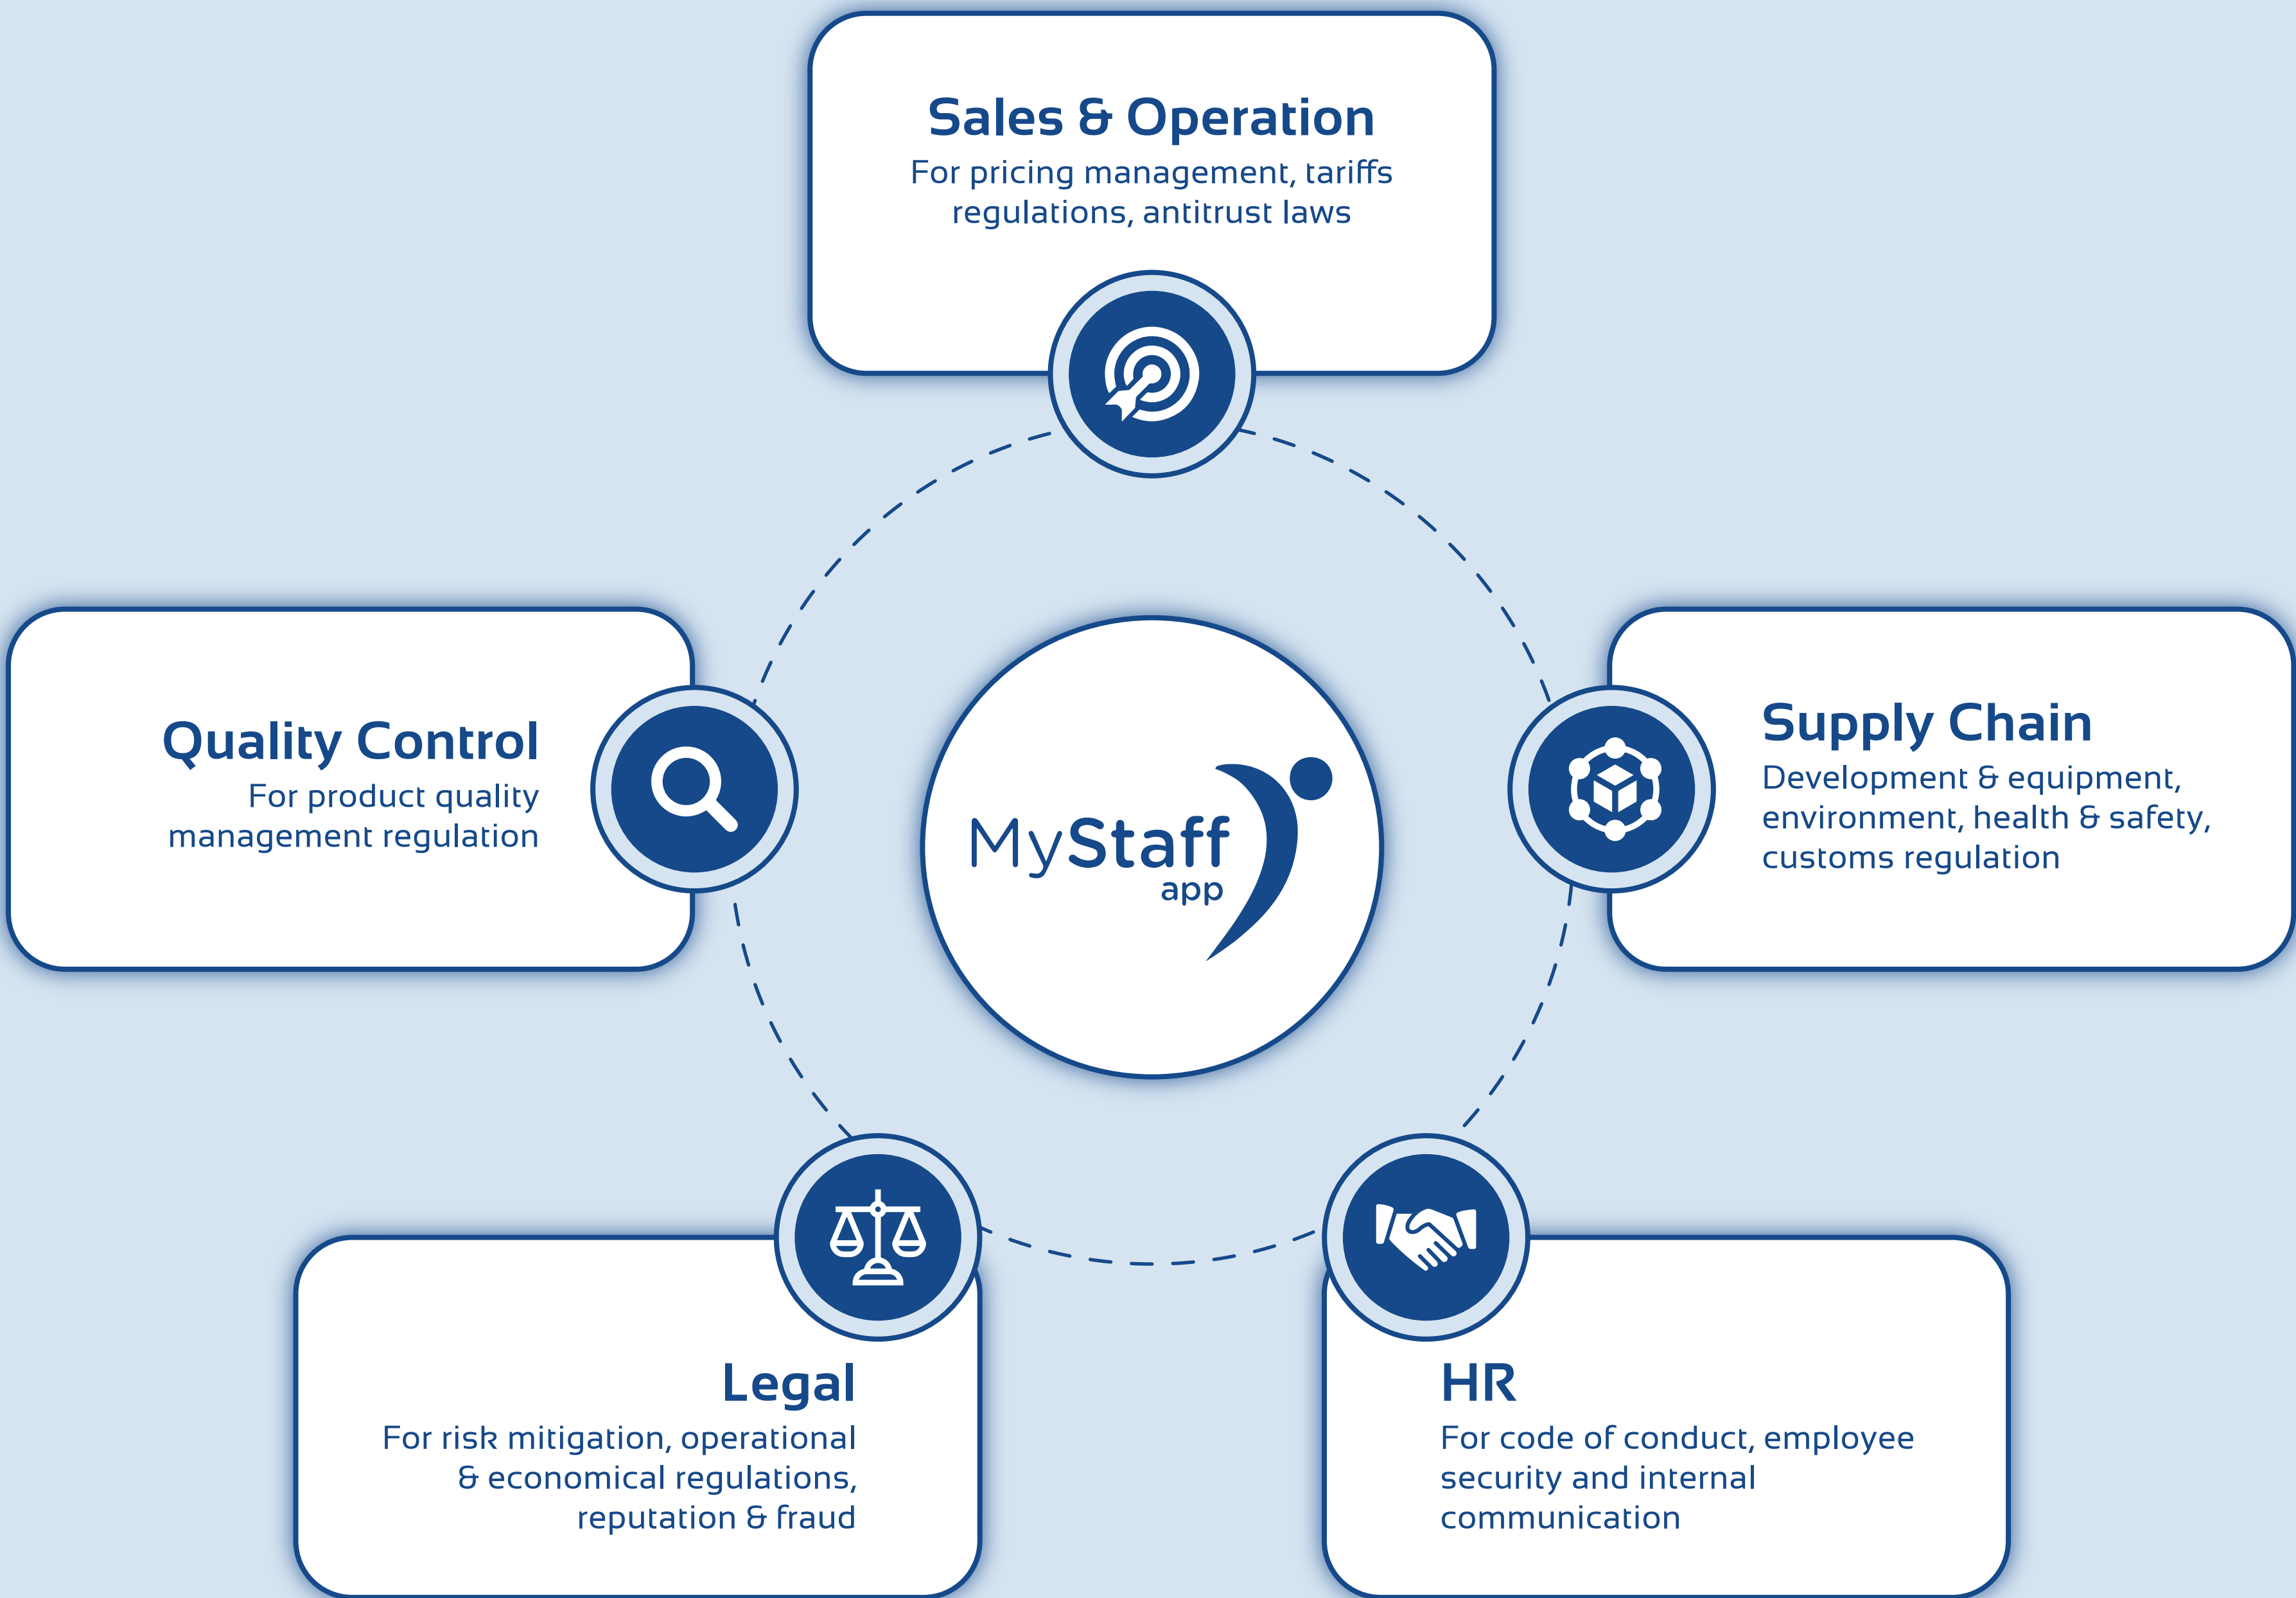 Sales & Operation
For pricing management, tariffs
regulations, antitrust laws
Quality Control
For product quality
management regulation
MyStaff
app
Supply Chain
Development & equipment,
environment, health & safety,
customs regulation
Legal
For risk mitigation, operational
& economical regulations,
reputation & fraud
HR
For code of conduct, employee
security and internal
communication